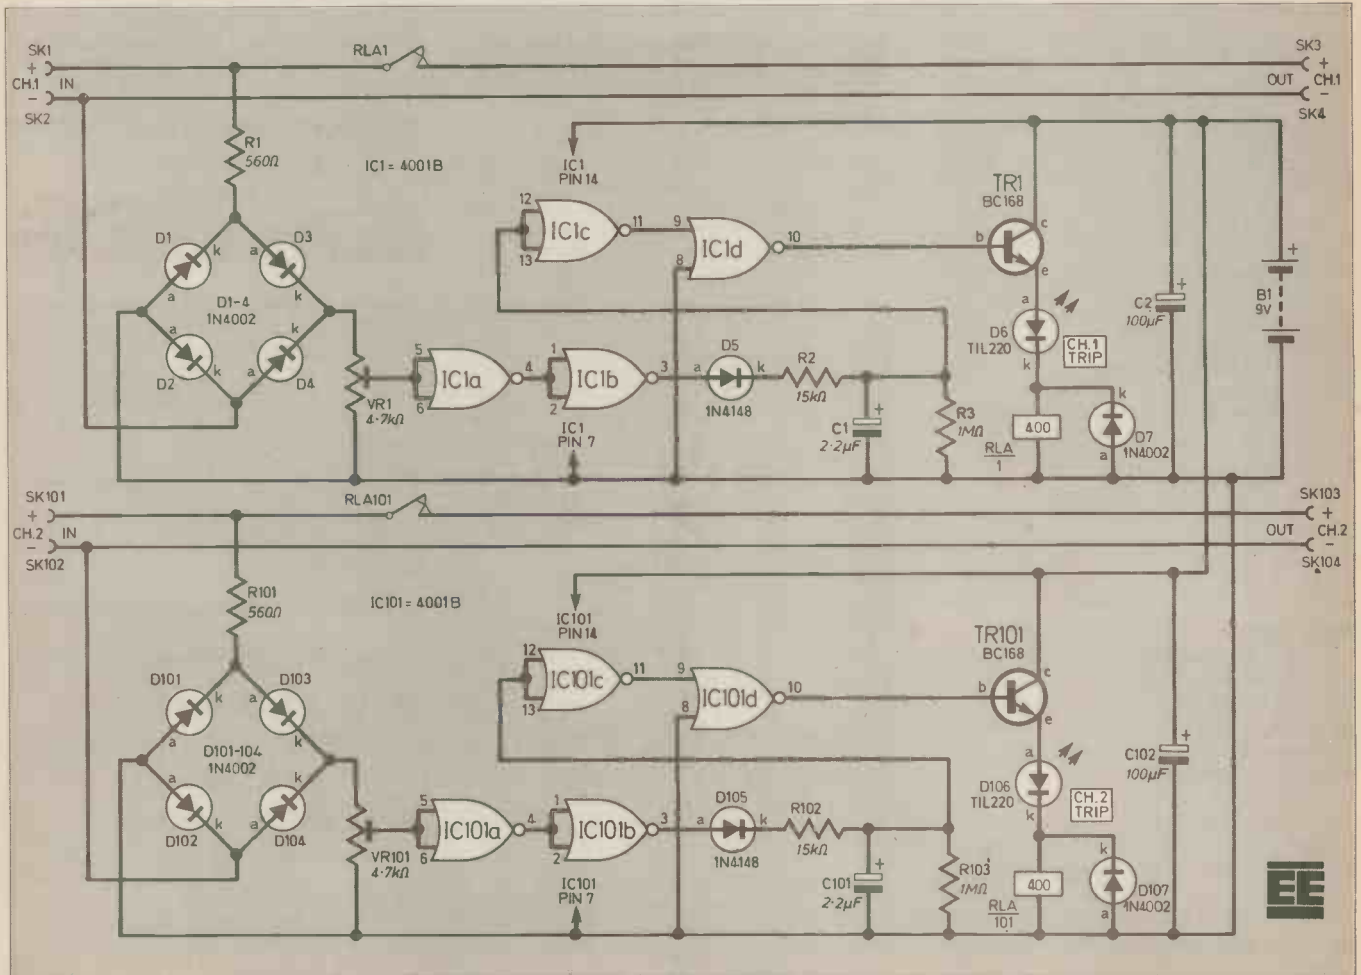 SK1
+
CH.1 IN
-
SK2
RLA1
SK3
+
OUT CH.1
-
SK4
R1
560Ω
IC1 = 4001B
IC1
PIN 14
TR1
BC168
D1
k
a
D3
a
k
D1-4
1N4002
a
k
D2
k
a
D4
12
13
IC1c
11
9
8
IC1d
10
b
c
e
a
D6
TIL220
k
CH.1
TRIP
C2
100µF
+
B1
9V
+
VR1
4·7kΩ
5
6
IC1a
4
1
2
IC1b
3
IC1
PIN 7
a
D5
k
1N4148
R2
15kΩ
C1
2·2µF
+
R3
1MΩ
400
RLA
1
k
D7
1N4002
a
SK101
+
CH.2 IN
-
SK102
RLA101
SK103
+
OUT CH.2
-
SK104
R101
560Ω
IC101 = 4001B
IC101
PIN 14
TR101
BC168
D101
k
a
D103
a
k
D101-104
1N4002
a
k
D102
k
a
D104
12
13
IC101c
11
9
8
IC101d
10
b
c
e
a
D106
TIL220
k
CH.2
TRIP
C102
100µF
+
VR101
4·7kΩ
5
6
IC101a
4
1
2
IC101b
3
IC101
PIN 7
a
D105
k
1N4148
R102
15kΩ
C101
2·2µF
+
R103
1MΩ
400
RLA
101
k
D107
1N4002
a
EE